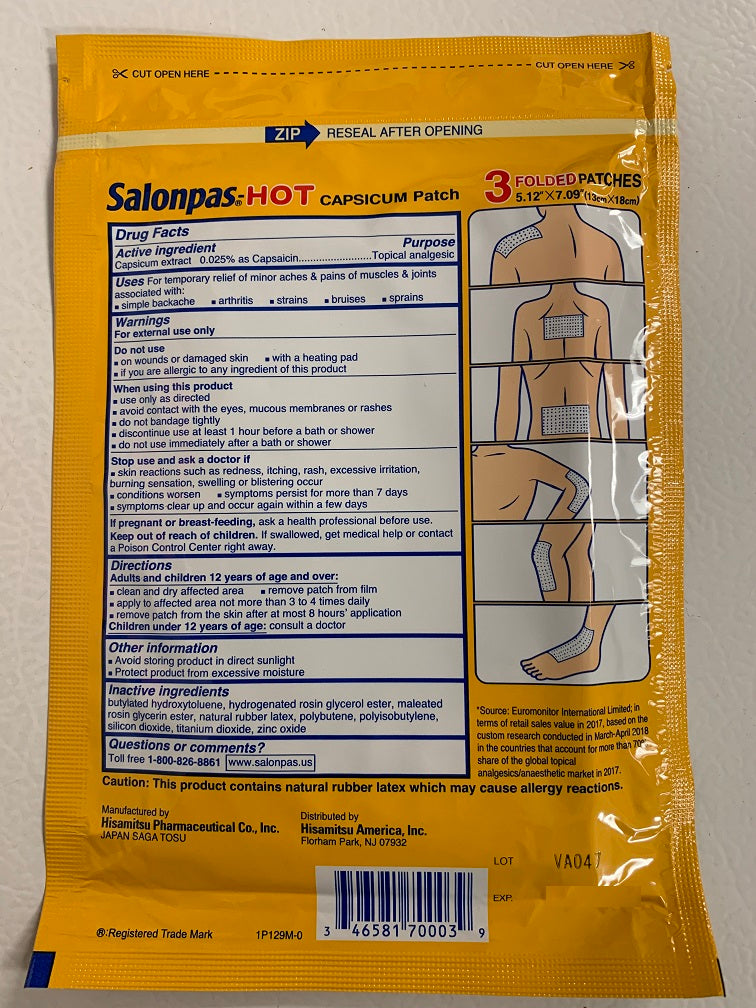 CUT OPEN HERE CUT OPEN HERE
ZIP RESEAL AFTER OPENING
Salonpas®-HOT CAPSICUM Patch
3 FOLDED PATCHES
5.12"X7.09"(13cmX18cm)
Drug Facts
Active ingredient Purpose
Capsicum extract 0.025% as Capsaicin........................Topical analgesic
Uses For temporary relief of minor aches & pains of muscles & joints
associated with:
▪ simple backache ▪ arthritis ▪ strains ▪ bruises ▪ sprains
Warnings
For external use only
Do not use
▪ on wounds or damaged skin ▪ with a heating pad
▪ if you are allergic to any ingredient of this product
When using this product
▪ use only as directed
▪ avoid contact with the eyes, mucous membranes or rashes
▪ do not bandage tightly
▪ discontinue use at least 1 hour before a bath or shower
▪ do not use immediately after a bath or shower
Stop use and ask a doctor if
▪ skin reactions such as redness, itching, rash, excessive irritation,
burning sensation, swelling or blistering occur
▪ conditions worsen ▪ symptoms persist for more than 7 days
▪ symptoms clear up and occur again within a few days
If pregnant or breast-feeding, ask a health professional before use.
Keep out of reach of children. If swallowed, get medical help or contact
a Poison Control Center right away.
Directions
Adults and children 12 years of age and over:
▪ clean and dry affected area ▪ remove patch from film
▪ apply to affected area not more than 3 to 4 times daily
▪ remove patch from the skin after at most 8 hours' application
Children under 12 years of age: consult a doctor
Other information
▪ Avoid storing product in direct sunlight
▪ Protect product from excessive moisture
Inactive ingredients
butylated hydroxytoluene, hydrogenated rosin glycerol ester, maleated
rosin glycerin ester, natural rubber latex, polybutene, polyisobutylene,
silicon dioxide, titanium dioxide, zinc oxide
Questions or comments?
Toll free 1-800-826-8861 www.salonpas.us
*Source: Euromonitor International Limited; in
terms of retail sales value in 2017, based on the
custom research conducted in March-April 2018
in the countries that account for more than 70%
share of the global topical
analgesics/anaesthetic market in 2017.
Caution: This product contains natural rubber latex which may cause allergy reactions.
Manufactured by
Hisamitsu Pharmaceutical Co., Inc.
JAPAN SAGA TOSU
Distributed by
Hisamitsu America, Inc.
Florham Park, NJ 07932
LOT VA047
EXP.
®:Registered Trade Mark 1P129M-0
3 46581 70003 9